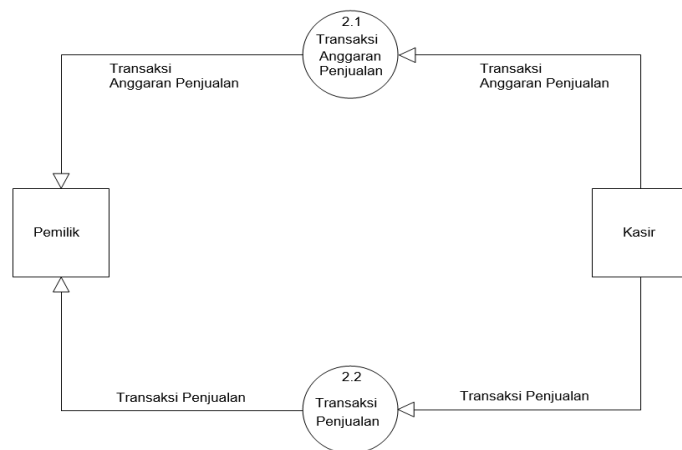 2.1
Transaksi
Anggaran
Penjualan
Transaksi
Anggaran Penjualan
Transaksi
Anggaran Penjualan
Pemilik
Kasir
2.2
Transaksi
Penjualan
Transaksi Penjualan
Transaksi Penjualan